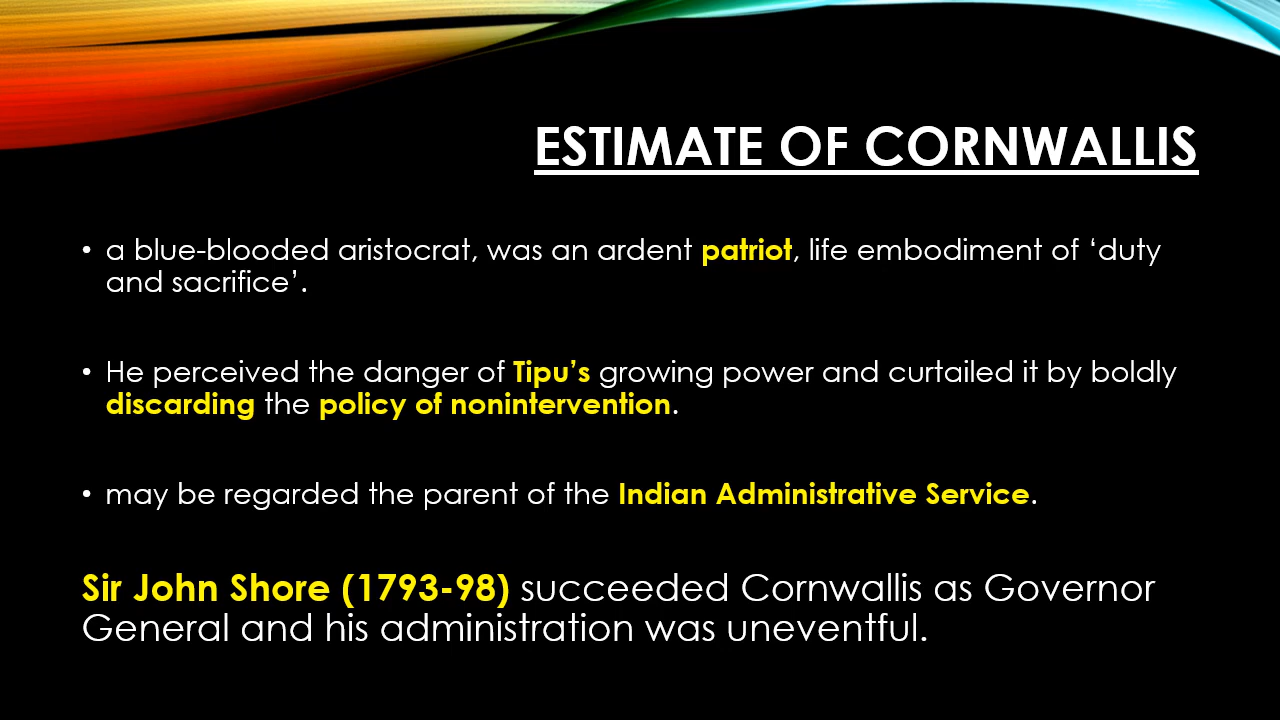 ESTIMATE OF CORNWALLIS
• a blue-blooded aristocrat, was an ardent patriot, life embodiment of ‘duty
and sacrifice’.
• He perceived the danger of Tipu’s growing power and curtailed it by boldly
discarding the policy of nonintervention.
• may be regarded the parent of the Indian Administrative Service.
Sir John Shore (1793-98) succeeded Cornwallis as Governor
General and his administration was uneventful.